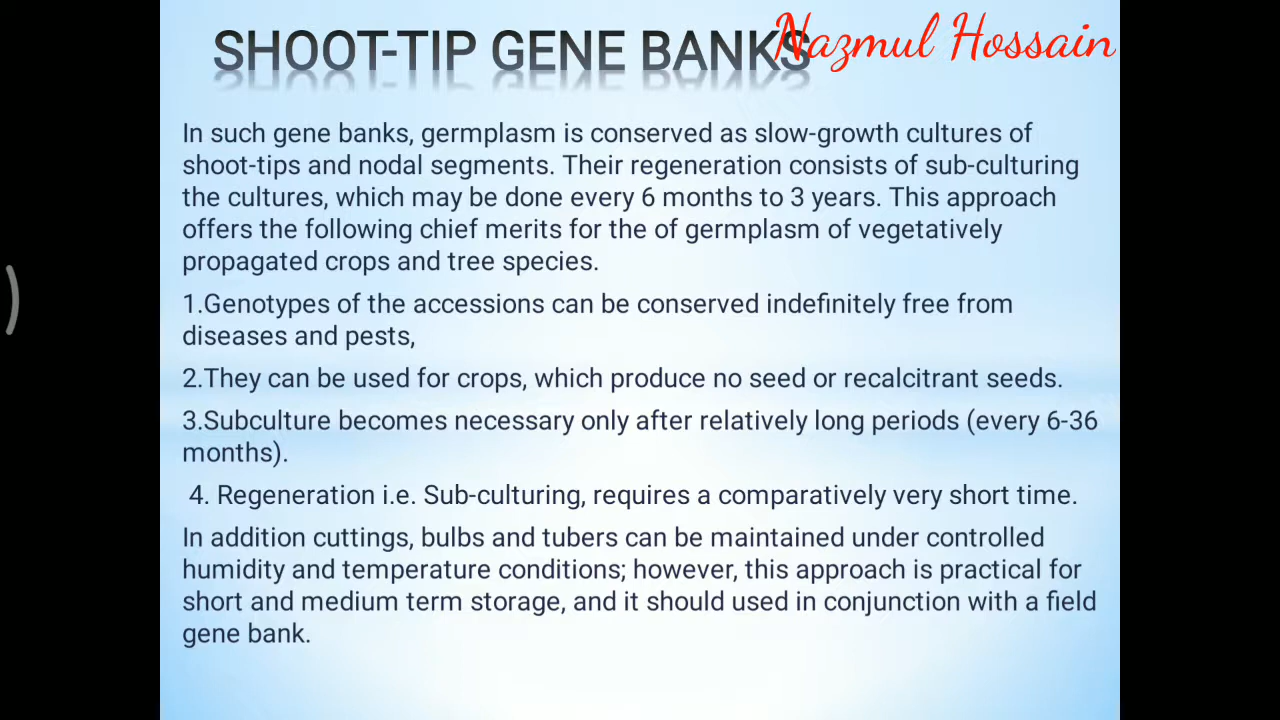 SHOOT-TIP GENE BANKS
Nazmul Hossain
In such gene banks, germplasm is conserved as slow-growth cultures of
shoot-tips and nodal segments. Their regeneration consists of sub-culturing
the cultures, which may be done every 6 months to 3 years. This approach
offers the following chief merits for the of germplasm of vegetatively
propagated crops and tree species.
1.Genotypes of the accessions can be conserved indefinitely free from
diseases and pests,
2.They can be used for crops, which produce no seed or recalcitrant seeds.
3.Subculture becomes necessary only after relatively long periods (every 6-36
months).
4. Regeneration i.e. Sub-culturing, requires a comparatively very short time.
In addition cuttings, bulbs and tubers can be maintained under controlled
humidity and temperature conditions; however, this approach is practical for
short and medium term storage, and it should used in conjunction with a field
gene bank.